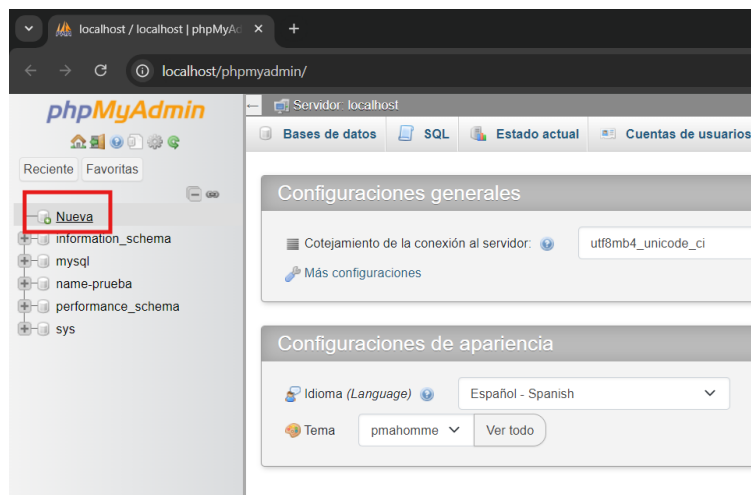 localhost / localhost | phpMyAd
localhost/phpmyadmin/
phpMyAdmin
Reciente Favoritas
Nueva
information_schema
mysql
name-prueba
performance_schema
sys
Servidor: localhost
Bases de datos SQL Estado actual Cuentas de usuarios
Configuraciones generales
Cotejamiento de la conexión al servidor: utf8mb4_unicode_ci
Más configuraciones
Configuraciones de apariencia
Idioma (Language) Español - Spanish
Tema pmahomme Ver todo